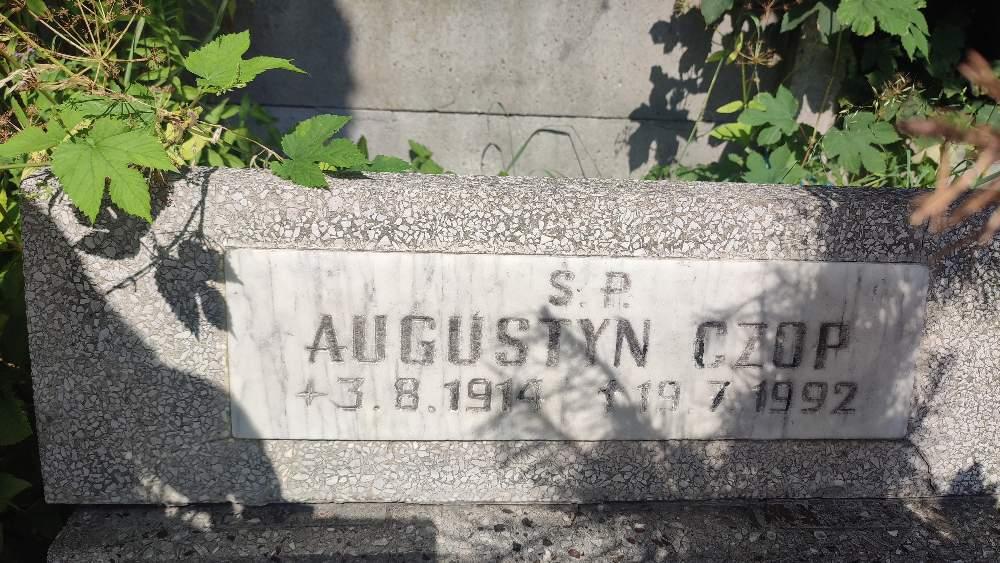 S. P.
AUGUSTYN CZOP
+ 3. 8. 1914 ✝ 19. 7. 1992